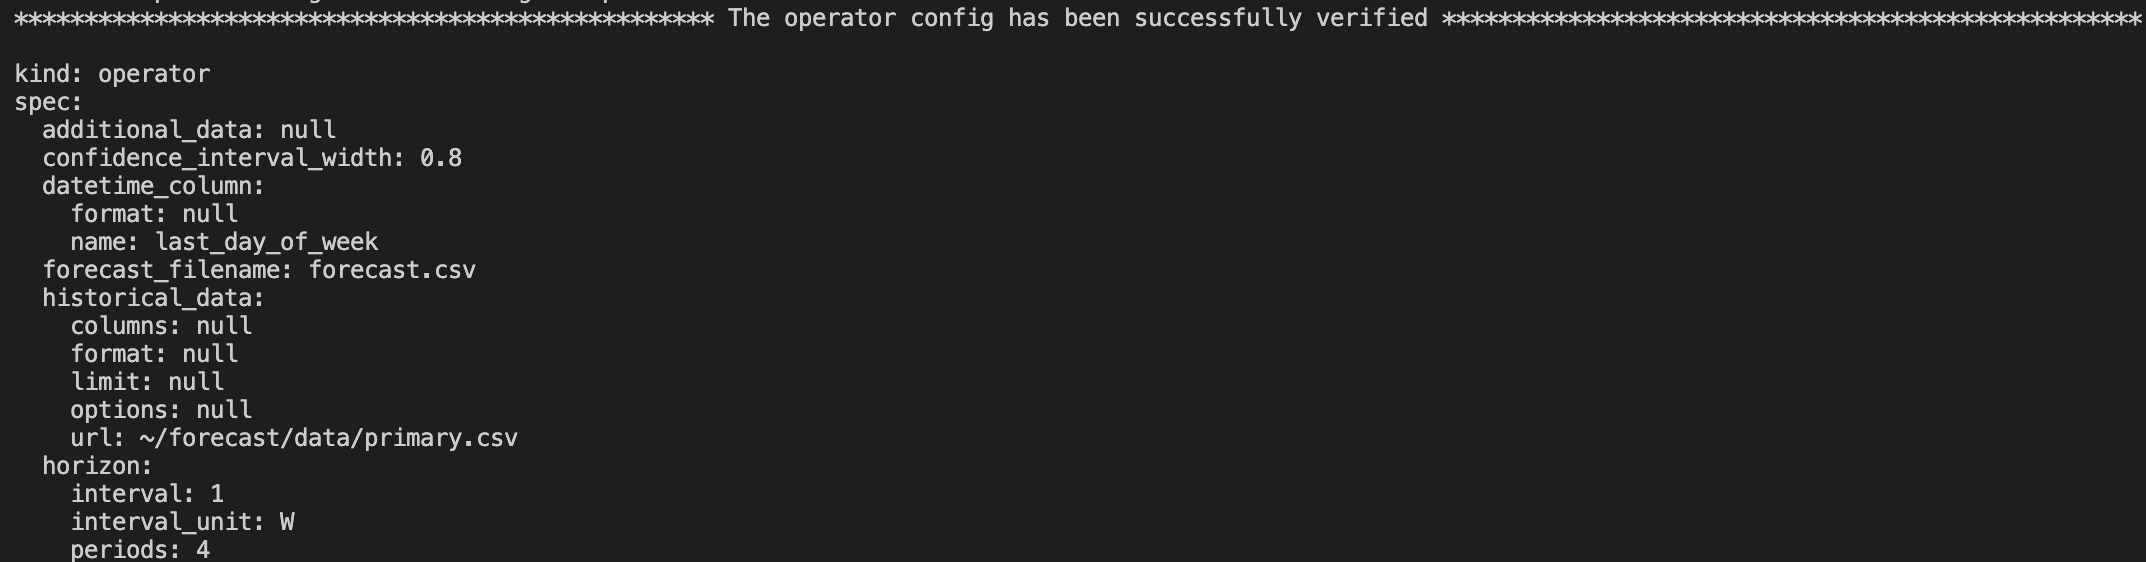 ************************************************** The operator config has been successfully verified **************************************************
kind: operator
spec:
  additional_data: null
  confidence_interval_width: 0.8
  datetime_column:
    format: null
    name: last_day_of_week
  forecast_filename: forecast.csv
  historical_data:
    columns: null
    format: null
    limit: null
    options: null
    url: ~/forecast/data/primary.csv
  horizon:
    interval: 1
    interval_unit: W
    periods: 4